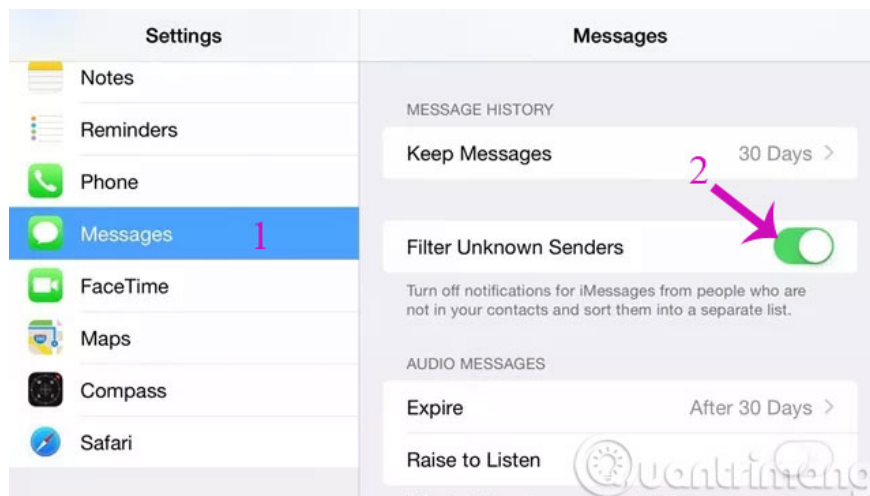 Settings
Notes
Reminders
Phone
Messages 1
FaceTime
Maps
Compass
Safari
Messages
MESSAGE HISTORY
Keep Messages 30 Days >
2
Filter Unknown Senders
Turn off notifications for iMessages from people who are
not in your contacts and sort them into a separate list.
AUDIO MESSAGES
Expire After 30 Days >
Raise to Listen
Quantrimang